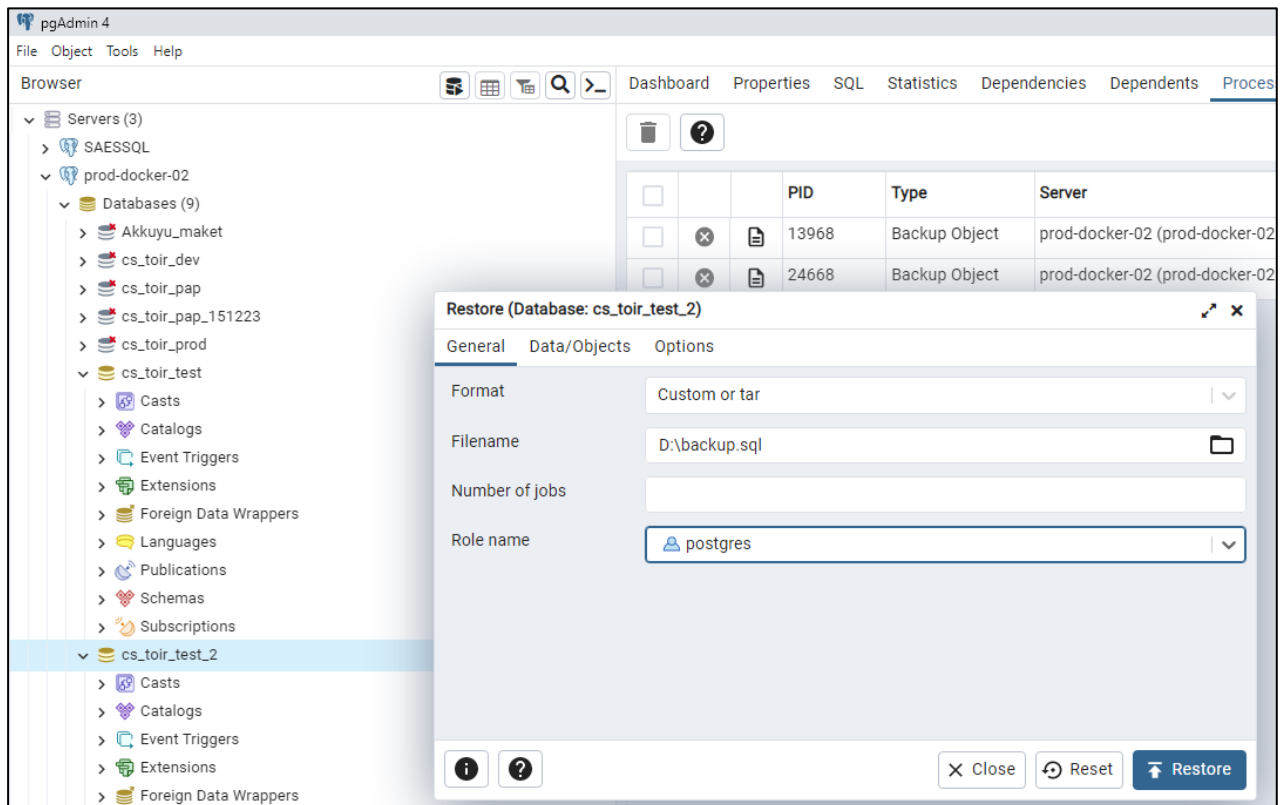 pgAdmin 4
File Object Tools Help
Browser
Servers (3)
SAESSQL
prod-docker-02
Databases (9)
Akkuyu_maket
cs_toir_dev
cs_toir_pap
cs_toir_pap_151223
cs_toir_prod
cs_toir_test
Casts
Catalogs
Event Triggers
Extensions
Foreign Data Wrappers
Languages
Publications
Schemas
Subscriptions
cs_toir_test_2
Casts
Catalogs
Event Triggers
Extensions
Foreign Data Wrappers
Dashboard Properties SQL Statistics Dependencies Dependents Proces
PID Type Server
13968 Backup Object prod-docker-02 (prod-docker-02
24668 Backup Object prod-docker-02 (prod-docker-02
Restore (Database: cs_toir_test_2)
General Data/Objects Options
Format Custom or tar
Filename D:\backup.sql
Number of jobs
Role name postgres
Close Reset Restore